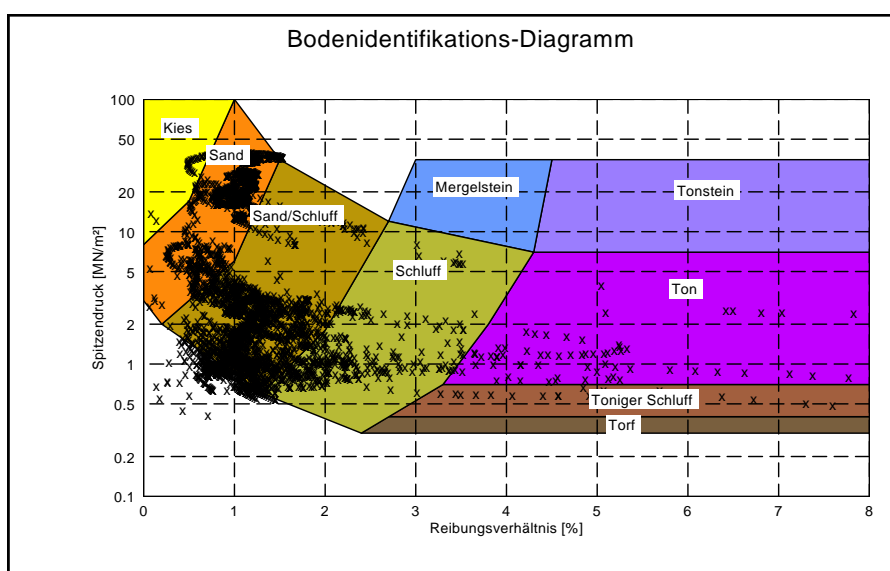 Bodenidentifikations-Diagramm
Spitzendruck [MN/m²]
100
50
20
10
5
2
1
0.5
0.2
0.1
Kies
Sand
Sand/Schluff
Mergelstein
Tonstein
Schluff
Ton
Toniger Schluff
Torf
0 1 2 3 4 5 6 7 8
Reibungsverhältnis [%]